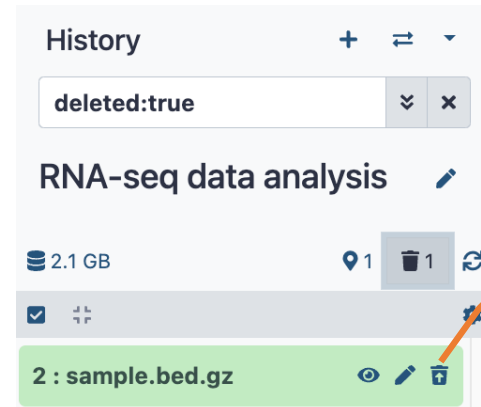 History
deleted:true
RNA-seq data analysis
2.1 GB 1 1
2 : sample.bed.gz